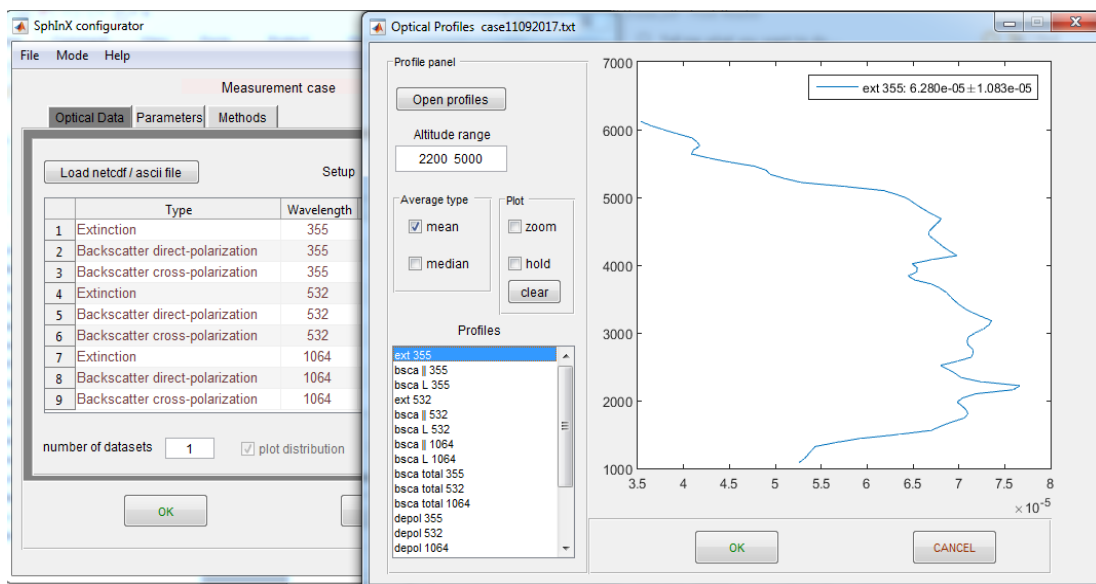 SphInX configurator
File Mode Help
Measurement case
Optical Data Parameters Methods
Load netcdf / ascii file Setup
Type Wavelength
1 Extinction 355
2 Backscatter direct-polarization 355
3 Backscatter cross-polarization 355
4 Extinction 532
5 Backscatter direct-polarization 532
6 Backscatter cross-polarization 532
7 Extinction 1064
8 Backscatter direct-polarization 1064
9 Backscatter cross-polarization 1064
number of datasets 1 plot distribution
OK
Optical Profiles case11092017.txt
Profile panel
Open profiles
Altitude range
2200 5000
Average type
mean
median
Plot
zoom
hold
clear
Profiles
ext 355
bsca || 355
bsca L 355
ext 532
bsca || 532
bsca L 532
bsca || 1064
bsca L 1064
bsca total 355
bsca total 532
bsca total 1064
depol 355
depol 532
depol 1064
ext 355: 6.280e-05±1.083e-05
7000
6000
5000
4000
3000
2000
1000
3.5 4 4.5 5 5.5 6 6.5 7 7.5 8
× 10-5
OK CANCEL